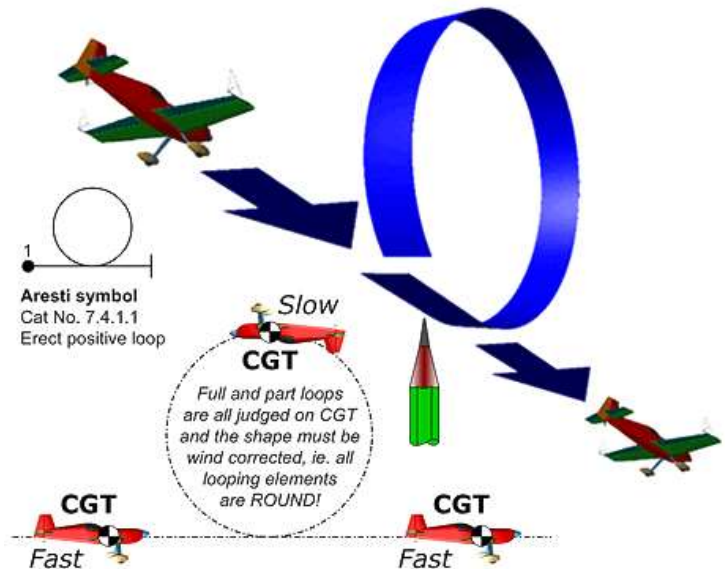 1
Aresti symbol
Cat No. 7.4.1.1
Erect positive loop
Slow
CGT
Full and part loops
are all judged on CGT
and the shape must be
wind corrected, ie. all
looping elements
are ROUND!
CGT
Fast
CGT
Fast